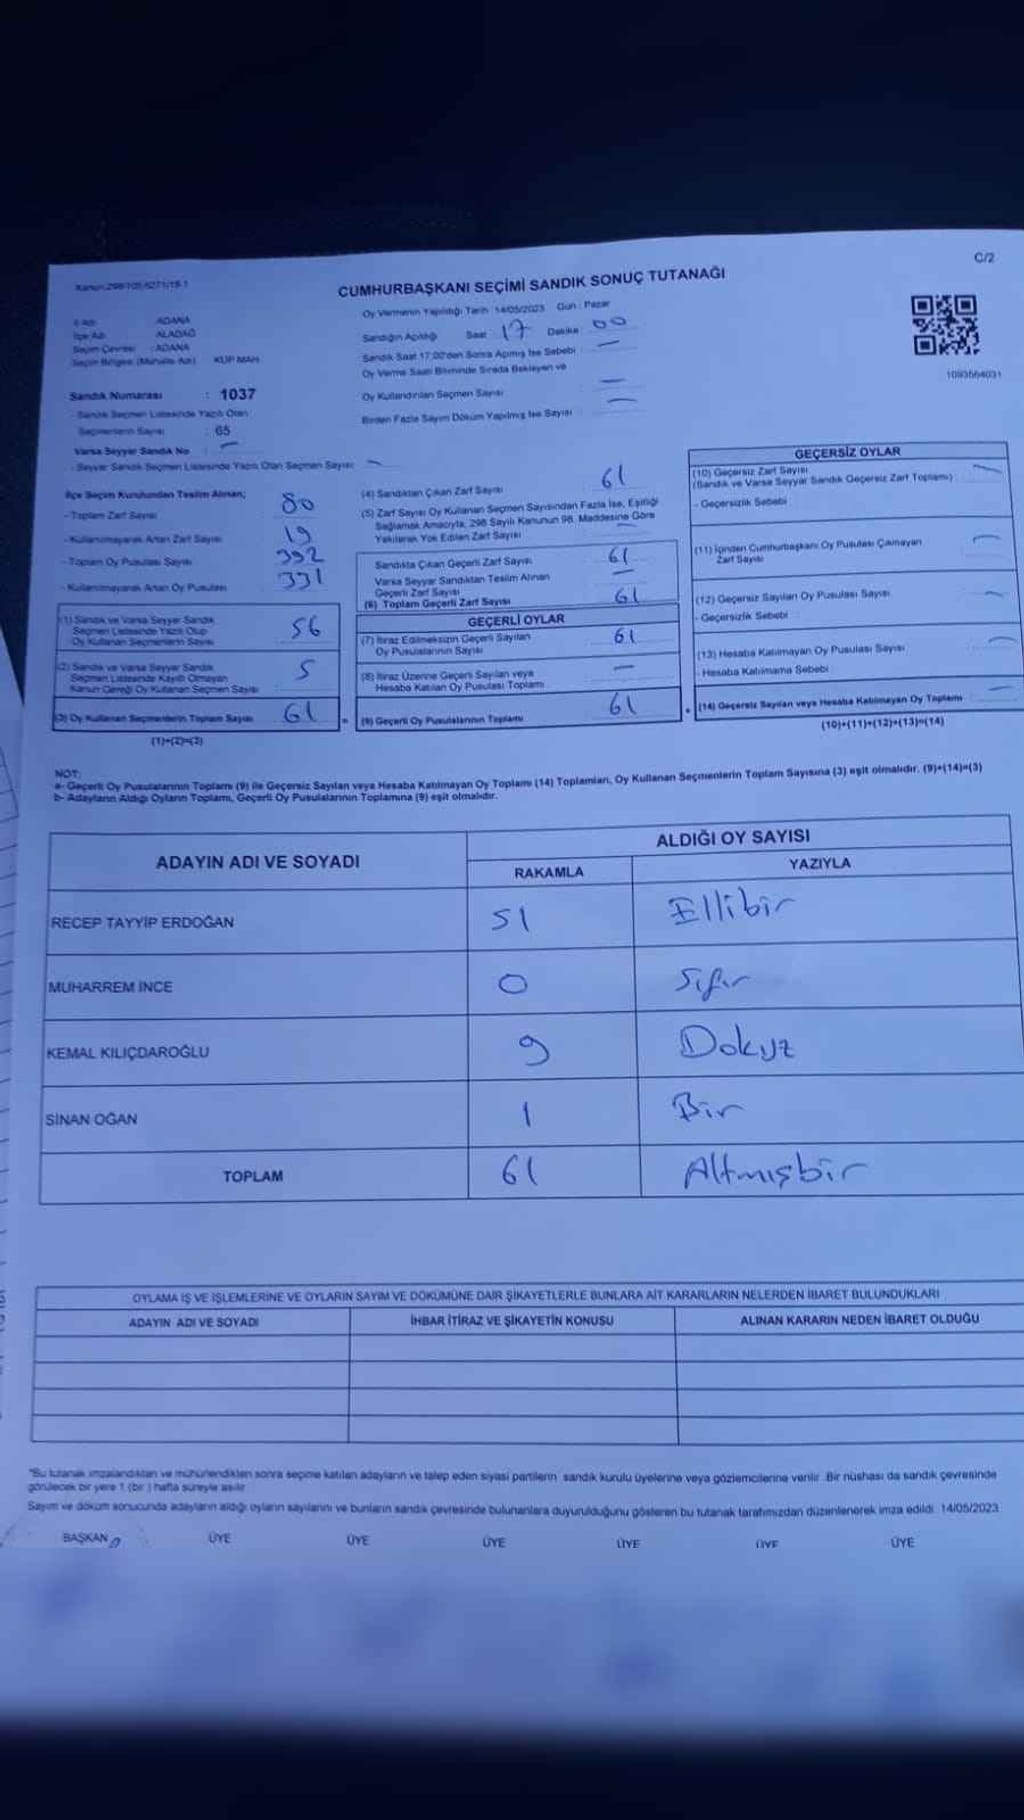 C/2
CUMHURBAŞKANI SEÇİMİ SANDIK SONUÇ TUTANAĞI
Oy Vermenin Yapıldığı Tarih : 14/05/2023 Gün : Pazar
Sandığın Açıldığı Saat : 17 Dakika : 00
Sandık Saat 17:00'den Sonra Açılmış İse Sebebi : —
Oy Verme Saati Bitiminde Sırada Bekleyen ve
Oy Kullandırılan Seçmen Sayısı —
Birden Fazla Sayım Döküm Yapılmış İse Sayısı : —
1093564031
İl Adı : ADANA
İlçe Adı : ALADAĞ
Seçim Çevresi : ADANA
Seçim Bölgesi (Mahalle Adı) : KÜP MAH
Sandık Numarası : 1037
- Sandık Seçmen Listesinde Yazılı Olan
Seçmenlerin Sayısı : 65
Varsa Seyyar Sandık No : —
- Seyyar Sandık Seçmen Listesinde Yazılı Olan Seçmen Sayısı: —
İlçe Seçim Kurulundan Teslim Alınan;
- Toplam Zarf Sayısı 80
- Kullanılmayarak Artan Zarf Sayısı 19
- Toplam Oy Pusulası Sayısı 392
- Kullanılmayarak Artan Oy Pusulası 331
(1) Sandık ve Varsa Seyyar Sandık
Seçmen Listesinde Yazılı Olup
Oy Kullanan Seçmenlerin Sayısı 56
(2) Sandık ve Varsa Seyyar Sandık
Seçmen Listesinde Kayıtlı Olmayan
Kanun Gereği Oy Kullanan Seçmen Sayısı 5
(3) Oy Kullanan Seçmenlerin Toplam Sayısı 61
(1)+(2)=(3)
(4) Sandıktan Çıkan Zarf Sayısı 61
(5) Zarf Sayısı Oy Kullanan Seçmen Sayısından Fazla İse, Eşitliği
Sağlamak Amacıyla, 298 Sayılı Kanunun 98. Maddesine Göre
Yakılarak Yok Edilen Zarf Sayısı —
Sandıkta Çıkan Geçerli Zarf Sayısı 61
Varsa Seyyar Sandıktan Teslim Alınan
Geçerli Zarf Sayısı —
(6) Toplam Geçerli Zarf Sayısı 61
GEÇERLİ OYLAR
(7) İtiraz Edilmeksizin Geçerli Sayılan
Oy Pusulalarının Sayısı 61
(8) İtiraz Üzerine Geçerli Sayılan veya
Hesaba Katılan Oy Pusulası Toplamı —
= (9) Geçerli Oy Pusulalarının Toplamı 61
GEÇERSİZ OYLAR
(10) Geçersiz Zarf Sayısı —
(Sandık ve Varsa Seyyar Sandık Geçersiz Zarf Toplamı)
- Geçersizlik Sebebi
(11) İçinden Cumhurbaşkanı Oy Pusulası Çıkmayan
Zarf Sayısı —
(12) Geçersiz Sayılan Oy Pusulası Sayısı —
- Geçersizlik Sebebi
(13) Hesaba Katılmayan Oy Pusulası Sayısı —
- Hesaba Katılmama Sebebi
+ (14) Geçersiz Sayılan veya Hesaba Katılmayan Oy Toplamı —
(10)+(11)+(12)+(13)=(14)
NOT:
a- Geçerli Oy Pusulalarının Toplamı (9) ile Geçersiz Sayılan veya Hesaba Katılmayan Oy Toplamı (14) Toplamları, Oy Kullanan Seçmenlerin Toplam Sayısına (3) eşit olmalıdır. (9)+(14)=(3)
b- Adayların Aldığı Oyların Toplamı, Geçerli Oy Pusulalarının Toplamına (9) eşit olmalıdır.
ADAYIN ADI VE SOYADI ALDIĞI OY SAYISI
RAKAMLA YAZIYLA
RECEP TAYYİP ERDOĞAN 51 Ellibir
MUHARREM İNCE 0 Sıfır
KEMAL KILIÇDAROĞLU 9 Dokuz
SİNAN OĞAN 1 Bir
TOPLAM 61 Altmışbir
OYLAMA İŞ VE İŞLEMLERİNE VE OYLARIN SAYIM VE DÖKÜMÜNE DAİR ŞİKAYETLERLE BUNLARA AİT KARARLARIN NELERDEN İBARET BULUNDUKLARI
ADAYIN ADI VE SOYADI İHBAR İTİRAZ VE ŞİKAYETİN KONUSU ALINAN KARARIN NEDEN İBARET OLDUĞU
*Bu tutanak imzalandıktan ve mühürlendikten sonra seçime katılan adayların ve talep eden siyasi partilerin sandık kurulu üyelerine veya gözlemcilerine verilir. Bir nüshası da sandık çevresinde
görülecek bir yere 1 (bir ) hafta süreyle asılır.
Sayım ve döküm sonucunda adayların aldığı oyların sayılarını ve bunların sandık çevresinde bulunanlara duyurulduğunu gösteren bu tutanak tarafımızdan düzenlenerek imza edildi. 14/05/2023
BAŞKAN ÜYE ÜYE ÜYE ÜYE ÜYE ÜYE